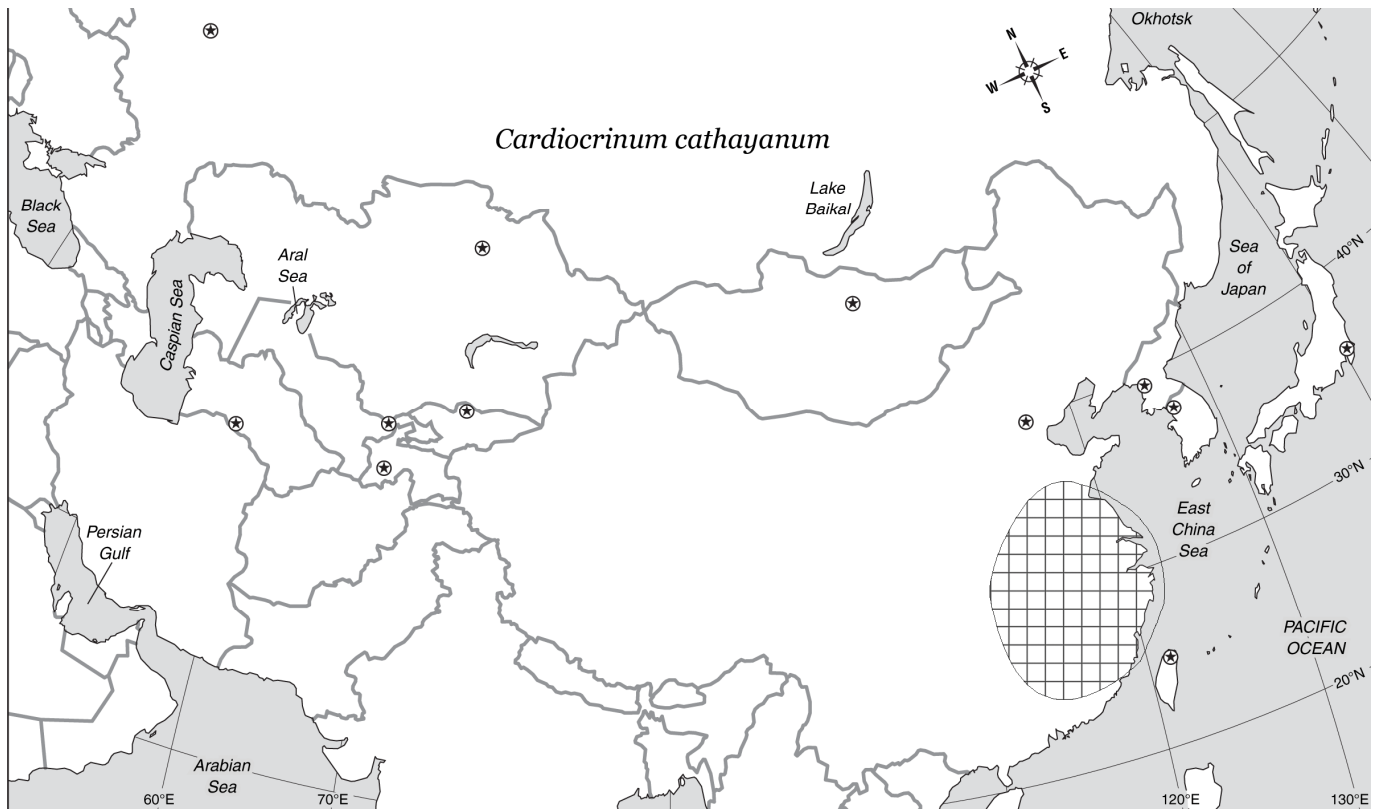 Okhotsk
N
E
W
S
Cardiocrinum cathayanum
Lake
Baikal
Black
Sea
Aral
Sea
Caspian Sea
Sea
of
Japan
40°N
30°N
East
China
Sea
Persian
Gulf
PACIFIC
OCEAN
20°N
Arabian
Sea
60°E
70°E
120°E
130°E